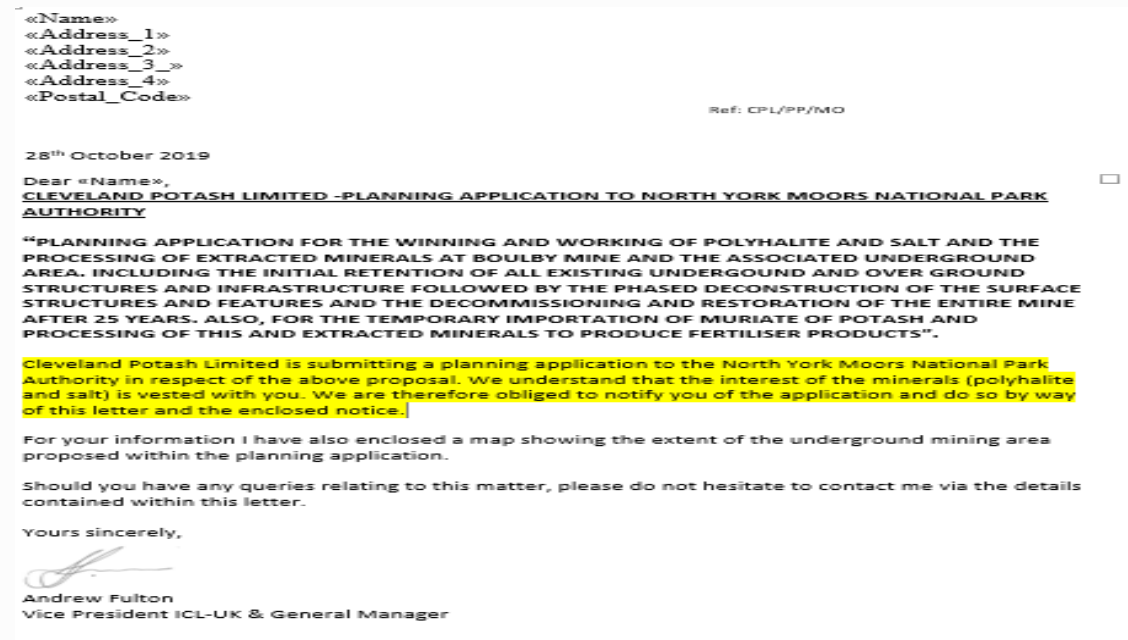 «Name»
«Address_1»
«Address_2»
«Address_3_»
«Address_4»
«Postal_Code»
Ref: CPL/PP/MO
28th October 2019
Dear «Name»,
CLEVELAND POTASH LIMITED -PLANNING APPLICATION TO NORTH YORK MOORS NATIONAL PARK
AUTHORITY
“PLANNING APPLICATION FOR THE WINNING AND WORKING OF POLYHALITE AND SALT AND THE
PROCESSING OF EXTRACTED MINERALS AT BOULBY MINE AND THE ASSOCIATED UNDERGROUND
AREA. INCLUDING THE INITIAL RETENTION OF ALL EXISTING UNDERGOUND AND OVER GROUND
STRUCTURES AND INFRASTRUCTURE FOLLOWED BY THE PHASED DECONSTRUCTION OF THE SURFACE
STRUCTURES AND FEATURES AND THE DECOMMISSIONING AND RESTORATION OF THE ENTIRE MINE
AFTER 25 YEARS. ALSO, FOR THE TEMPORARY IMPORTATION OF MURIATE OF POTASH AND
PROCESSING OF THIS AND EXTRACTED MINERALS TO PRODUCE FERTILISER PRODUCTS”.
Cleveland Potash Limited is submitting a planning application to the North York Moors National Park
Authority in respect of the above proposal. We understand that the interest of the minerals (polyhalite
and salt) is vested with you. We are therefore obliged to notify you of the application and do so by way
of this letter and the enclosed notice.
For your information I have also enclosed a map showing the extent of the underground mining area
proposed within the planning application.
Should you have any queries relating to this matter, please do not hesitate to contact me via the details
contained within this letter.
Yours sincerely,
Andrew Fulton
Vice President ICL-UK & General Manager